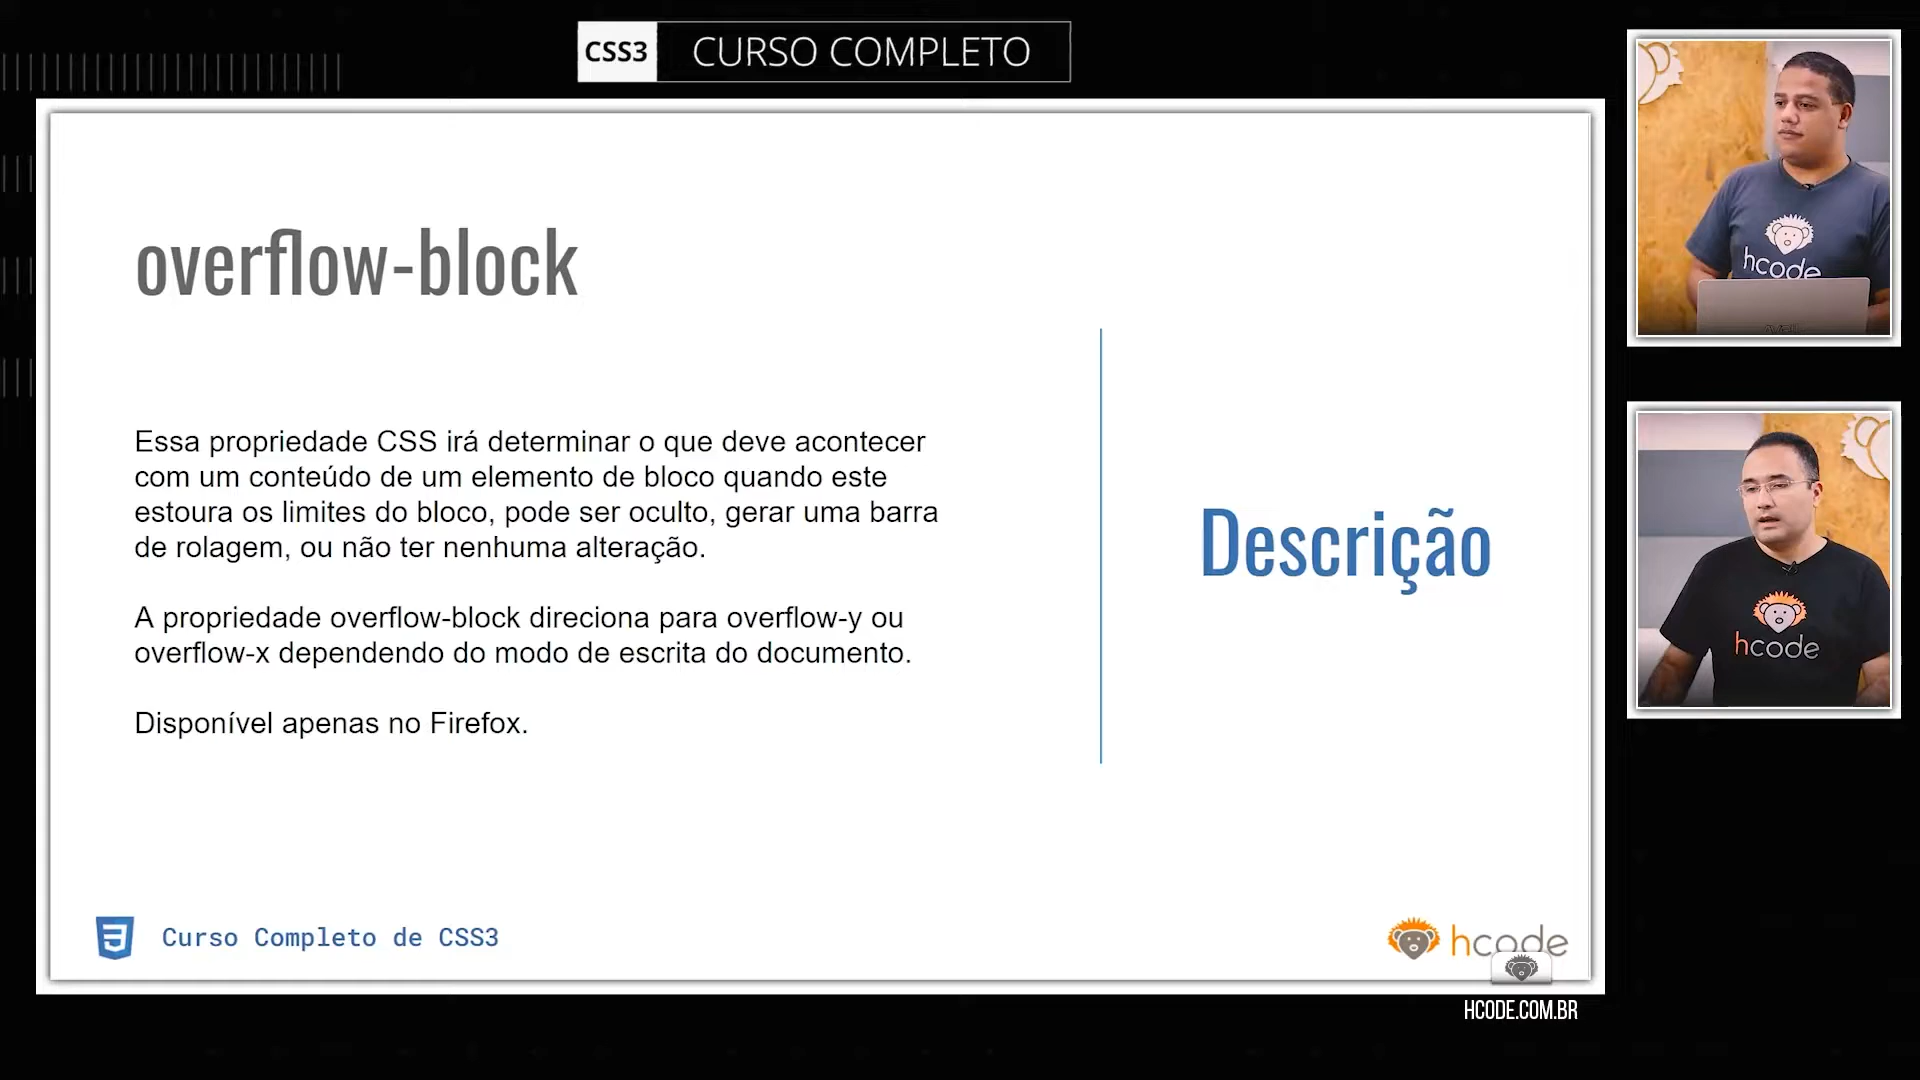 CSS3 CURSO COMPLETO
overflow-block
Essa propriedade CSS irá determinar o que deve acontecer
com um conteúdo de um elemento de bloco quando este
estoura os limites do bloco, pode ser oculto, gerar uma barra
de rolagem, ou não ter nenhuma alteração.
A propriedade overflow-block direciona para overflow-y ou
overflow-x dependendo do modo de escrita do documento.
Disponível apenas no Firefox.
Descrição
Curso Completo de CSS3
hcode
HCODE.COM.BR
hcode
hcode